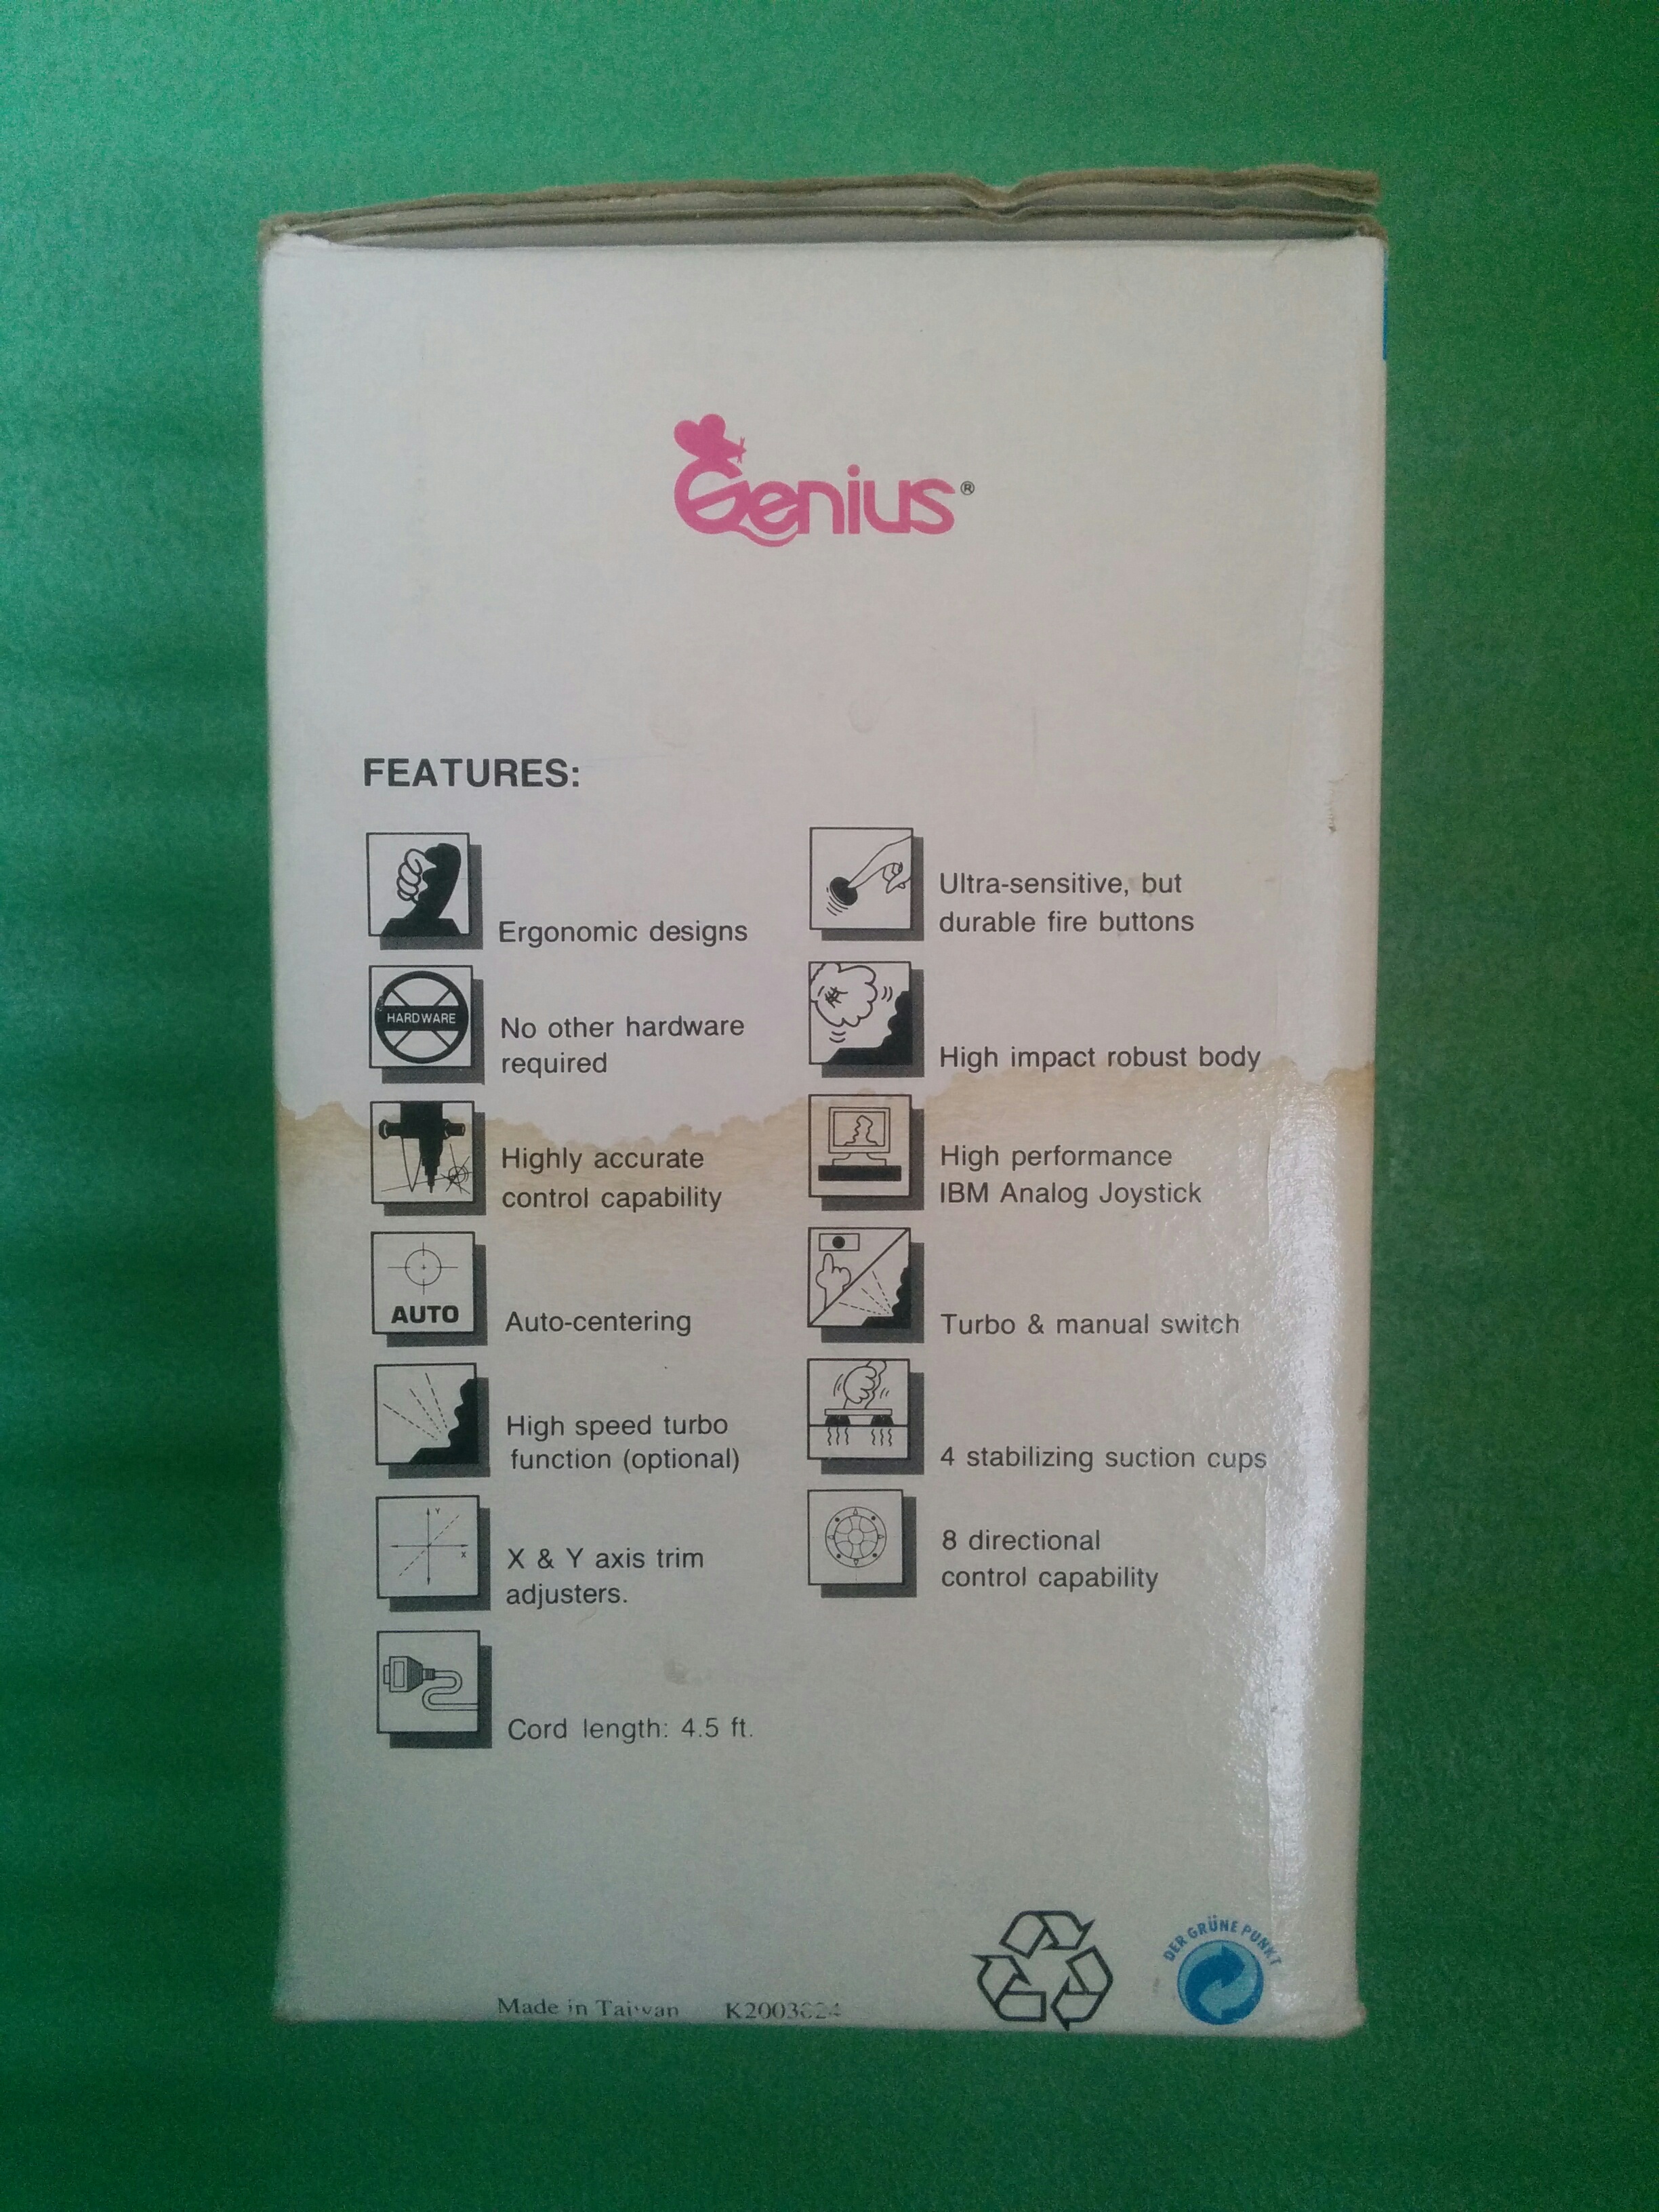 Genius®
FEATURES:
Ergonomic designs
HARDWARE
No other hardware
required
Highly accurate
control capability
AUTO
Auto-centering
High speed turbo
function (optional)
Y
X
X & Y axis trim
adjusters.
Cord length: 4.5 ft.
Ultra-sensitive, but
durable fire buttons
High impact robust body
High performance
IBM Analog Joystick
Turbo & manual switch
4 stabilizing suction cups
8 directional
control capability
Made in Taiwan
DER GRÜNE PUNKT